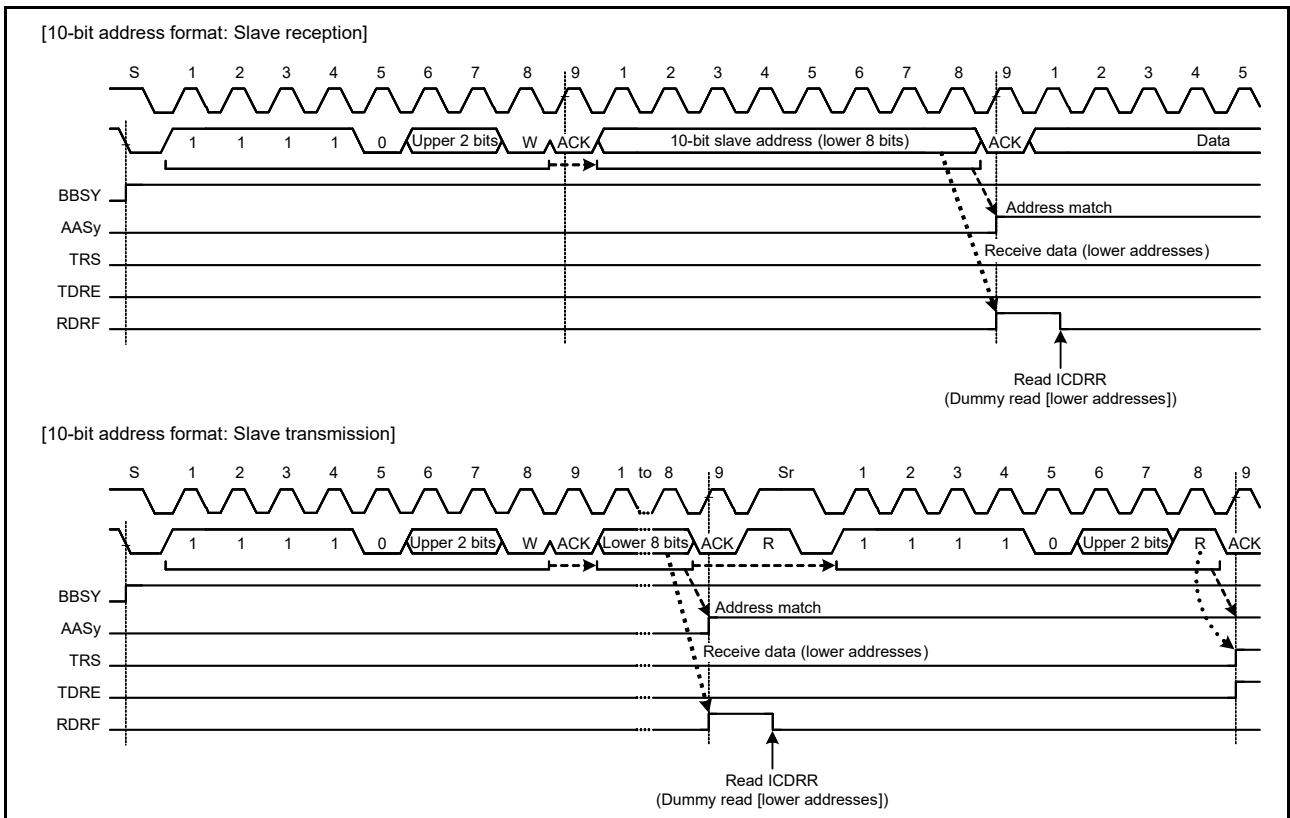 [10-bit address format: Slave reception]
S 1 2 3 4 5 6 7 8 9 1 2 3 4 5 6 7 8 9 1 2 3 4 5
1 1 1 1 0 Upper 2 bits W ACK 10-bit slave address (lower 8 bits) ACK Data
BBSY
Address match
AASy
Receive data (lower addresses)
TRS
TDRE
RDRF
Read ICDRR
(Dummy read [lower addresses])
[10-bit address format: Slave transmission]
S 1 2 3 4 5 6 7 8 9 1 to 8 9 Sr 1 2 3 4 5 6 7 8 9
1 1 1 1 0 Upper 2 bits W ACK Lower 8 bits ACK R 1 1 1 1 0 Upper 2 bits R ACK
BBSY
Address match
AASy
Receive data (lower addresses)
TRS
TDRE
RDRF
Read ICDRR
(Dummy read [lower addresses])